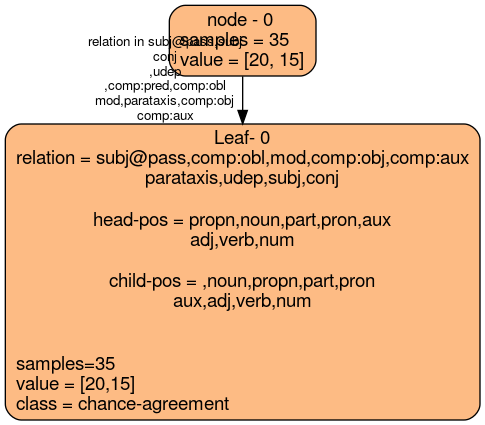 node - 0
samples = 35
value = [20, 15]
relation in subj@pass,subj
conj
,udep
,comp:pred,comp:obl
mod,parataxis,comp:obj
comp:aux
Leaf- 0
relation = subj@pass,comp:obl,mod,comp:obj,comp:aux
parataxis,udep,subj,conj
head-pos = propn,noun,part,pron,aux
adj,verb,num
child-pos = ,noun,propn,part,pron
aux,adj,verb,num
samples=35
value = [20,15]
class = chance-agreement